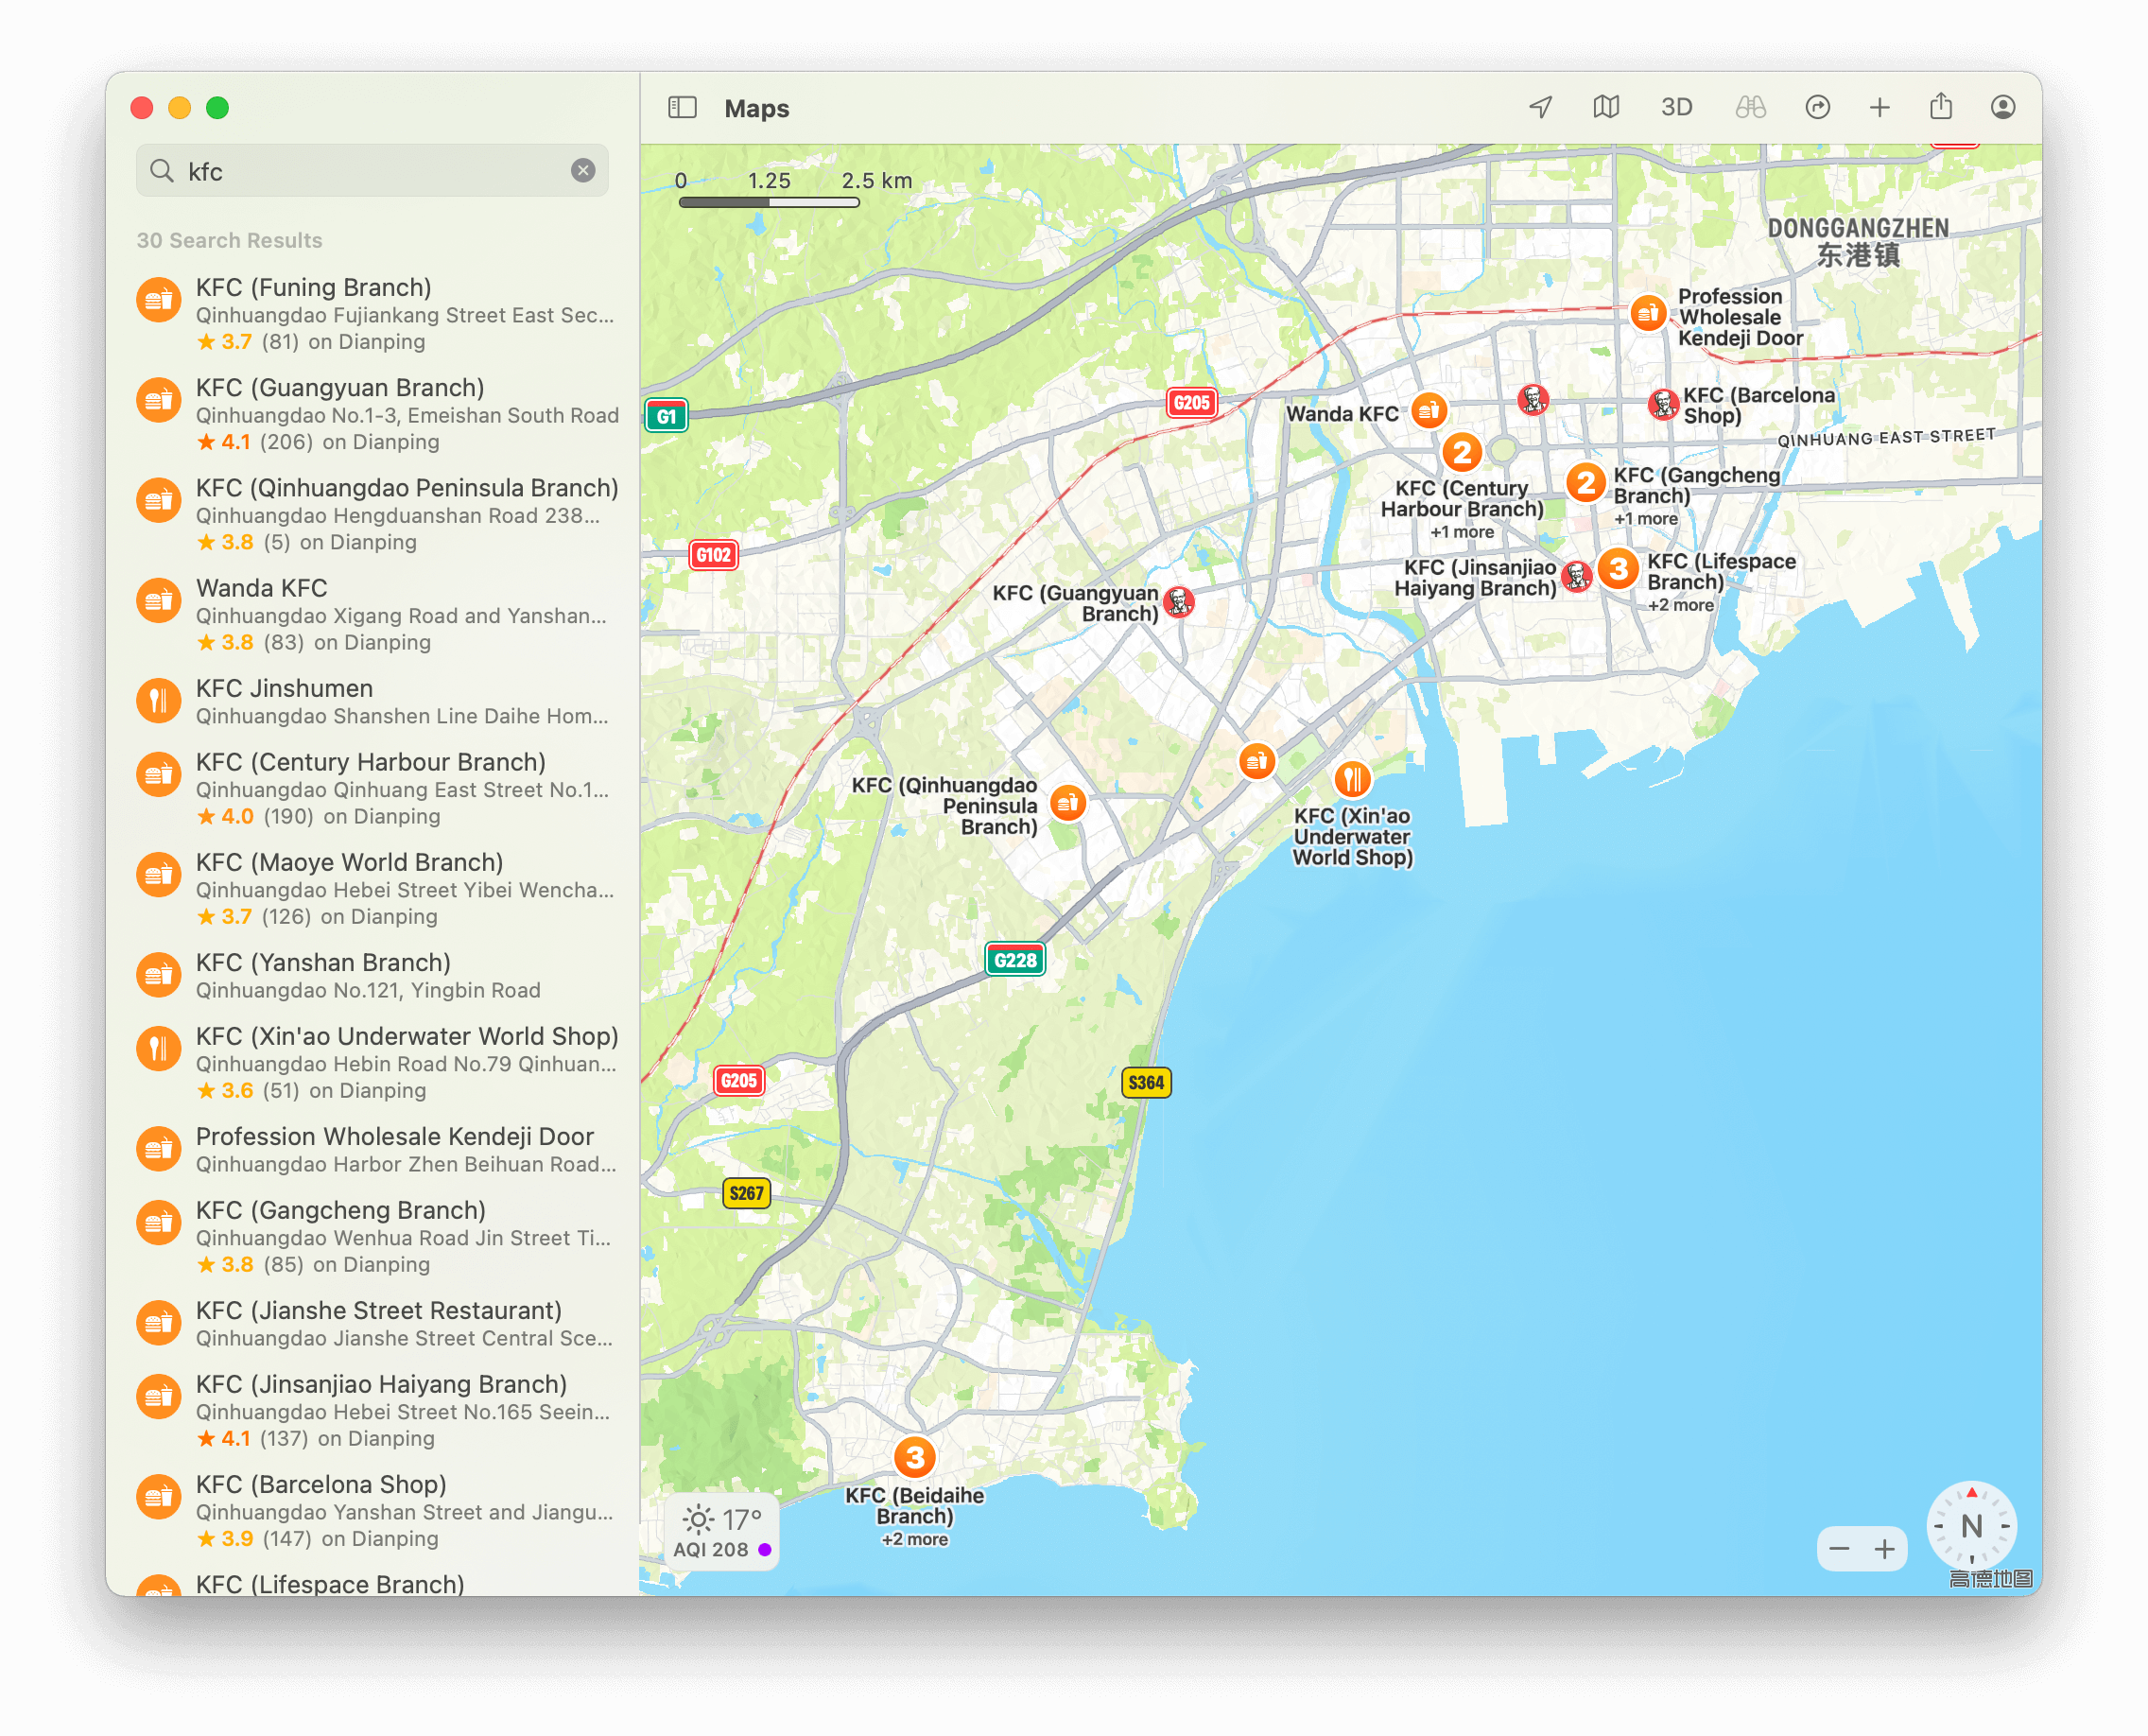 kfc
30 Search Results
KFC (Funing Branch)
Qinhuangdao Fujiankang Street East Sec...
★ 3.7 (81) on Dianping
KFC (Guangyuan Branch)
Qinhuangdao No.1-3, Emeishan South Road
★ 4.1 (206) on Dianping
KFC (Qinhuangdao Peninsula Branch)
Qinhuangdao Hengduanshan Road 238...
★ 3.8 (5) on Dianping
Wanda KFC
Qinhuangdao Xigang Road and Yanshan...
★ 3.8 (83) on Dianping
KFC Jinshumen
Qinhuangdao Shanshen Line Daihe Hom...
KFC (Century Harbour Branch)
Qinhuangdao Qinhuang East Street No.1...
★ 4.0 (190) on Dianping
KFC (Maoye World Branch)
Qinhuangdao Hebei Street Yibei Wencha...
★ 3.7 (126) on Dianping
KFC (Yanshan Branch)
Qinhuangdao No.121, Yingbin Road
KFC (Xin'ao Underwater World Shop)
Qinhuangdao Hebin Road No.79 Qinhuan...
★ 3.6 (51) on Dianping
Profession Wholesale Kendeji Door
Qinhuangdao Harbor Zhen Beihuan Road...
KFC (Gangcheng Branch)
Qinhuangdao Wenhua Road Jin Street Ti...
★ 3.8 (85) on Dianping
KFC (Jianshe Street Restaurant)
Qinhuangdao Jianshe Street Central Sce...
KFC (Jinsanjiao Haiyang Branch)
Qinhuangdao Hebei Street No.165 Seein...
★ 4.1 (137) on Dianping
KFC (Barcelona Shop)
Qinhuangdao Yanshan Street and Jiangu...
★ 3.9 (147) on Dianping
KFC (Lifespace Branch)
Maps
3D
0 1.25 2.5 km
DONGGANGZHEN
东港镇
Profession
Wholesale
Kendeji Door
G1
G205
Wanda KFC
KFC (Barcelona
Shop)
QINHUANG EAST STREET
2
KFC (Century
Harbour Branch)
+1 more
2
KFC (Gangcheng
Branch)
+1 more
G102
KFC (Jinsanjiao
Haiyang Branch)
3
KFC (Lifespace
Branch)
+2 more
KFC (Guangyuan
Branch)
KFC (Qinhuangdao
Peninsula
Branch)
KFC (Xin'ao
Underwater
World Shop)
G228
G205
S364
S267
3
KFC (Beidaihe
Branch)
+2 more
17°
AQI 208
N
高德地图